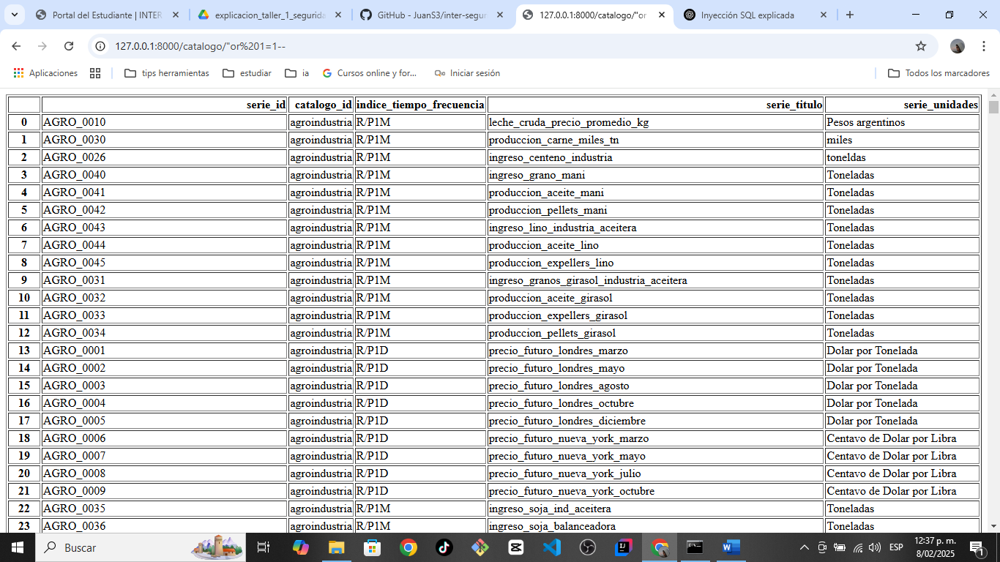 Portal del Estudiante | INTER
explicacion_taller_1_segurida
GitHub - JuanS3/inter-segur
127.0.0.1:8000/catalogo/"or
Inyección SQL explicada
127.0.0.1:8000/catalogo/"or%201=1--
Aplicaciones
tips herramientas
estudiar
ia
Cursos online y for...
Iniciar sesión
Todos los marcadores
serie_id catalogo_id indice_tiempo_frecuencia serie_titulo serie_unidades
0 AGRO_0010 agroindustria R/P1M leche_cruda_precio_promedio_kg Pesos argentinos
1 AGRO_0030 agroindustria R/P1M produccion_carne_miles_tn miles
2 AGRO_0026 agroindustria R/P1M ingreso_centeno_industria toneldas
3 AGRO_0040 agroindustria R/P1M ingreso_grano_mani Toneladas
4 AGRO_0041 agroindustria R/P1M produccion_aceite_mani Toneladas
5 AGRO_0042 agroindustria R/P1M produccion_pellets_mani Toneladas
6 AGRO_0043 agroindustria R/P1M ingreso_lino_industria_aceitera Toneladas
7 AGRO_0044 agroindustria R/P1M produccion_aceite_lino Toneladas
8 AGRO_0045 agroindustria R/P1M produccion_expellers_lino Toneladas
9 AGRO_0031 agroindustria R/P1M ingreso_granos_girasol_industria_aceitera Toneladas
10 AGRO_0032 agroindustria R/P1M produccion_aceite_girasol Toneladas
11 AGRO_0033 agroindustria R/P1M produccion_expellers_girasol Toneladas
12 AGRO_0034 agroindustria R/P1M produccion_pellets_girasol Toneladas
13 AGRO_0001 agroindustria R/P1D precio_futuro_londres_marzo Dolar por Tonelada
14 AGRO_0002 agroindustria R/P1D precio_futuro_londres_mayo Dolar por Tonelada
15 AGRO_0003 agroindustria R/P1D precio_futuro_londres_agosto Dolar por Tonelada
16 AGRO_0004 agroindustria R/P1D precio_futuro_londres_octubre Dolar por Tonelada
17 AGRO_0005 agroindustria R/P1D precio_futuro_londres_diciembre Dolar por Tonelada
18 AGRO_0006 agroindustria R/P1D precio_futuro_nueva_york_marzo Centavo de Dolar por Libra
19 AGRO_0007 agroindustria R/P1D precio_futuro_nueva_york_mayo Centavo de Dolar por Libra
20 AGRO_0008 agroindustria R/P1D precio_futuro_nueva_york_julio Centavo de Dolar por Libra
21 AGRO_0009 agroindustria R/P1D precio_futuro_nueva_york_octubre Centavo de Dolar por Libra
22 AGRO_0035 agroindustria R/P1M ingreso_soja_ind_aceitera Toneladas
23 AGRO_0036 agroindustria R/P1M ingreso_soja_balanceadora Toneladas
Buscar
ESP
12:37 p. m.
8/02/2025
1